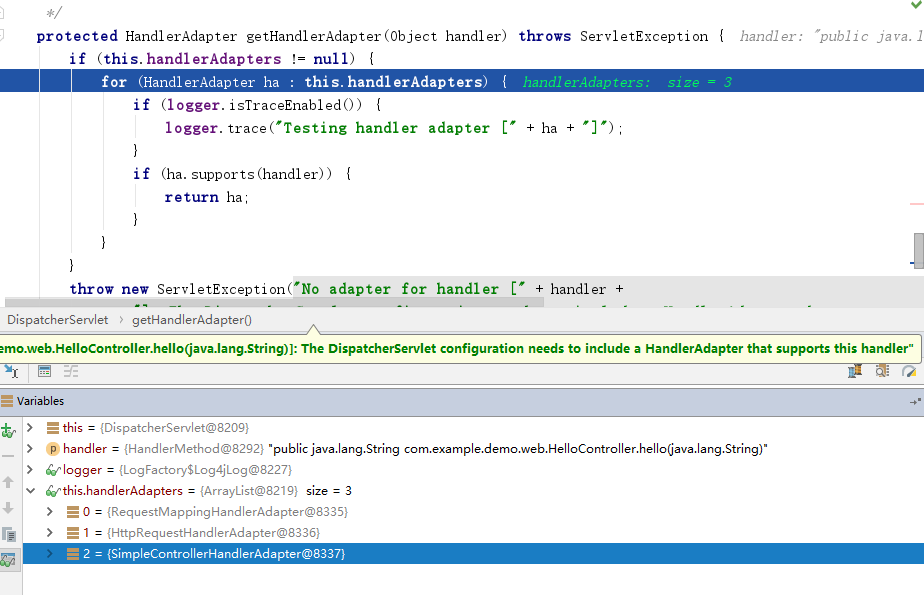 */
protected HandlerAdapter getHandlerAdapter(Object handler) throws ServletException { handler: "public java.l
if (this.handlerAdapters != null) {
for (HandlerAdapter ha : this.handlerAdapters) { handlerAdapters: size = 3
if (logger.isTraceEnabled()) {
logger.trace("Testing handler adapter [" + ha + "]");
}
if (ha.supports(handler)) {
return ha;
}
}
}
throw new ServletException("No adapter for handler [" + handler +
DispatcherServlet › getHandlerAdapter()
emo.web.HelloController.hello(java.lang.String)]: The DispatcherServlet configuration needs to include a HandlerAdapter that supports this handler"
Variables
this = {DispatcherServlet@8209}
p handler = {HandlerMethod@8292} "public java.lang.String com.example.demo.web.HelloController.hello(java.lang.String)"
logger = {LogFactory$Log4jLog@8227}
this.handlerAdapters = {ArrayList@8219} size = 3
0 = {RequestMappingHandlerAdapter@8335}
1 = {HttpRequestHandlerAdapter@8336}
2 = {SimpleControllerHandlerAdapter@8337}